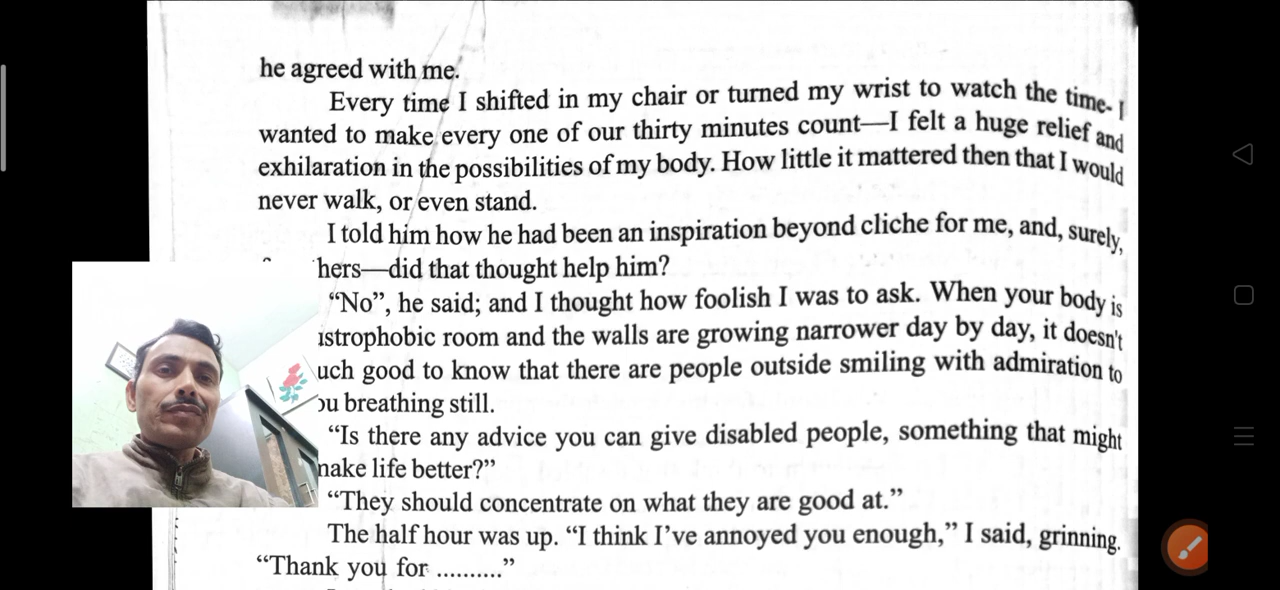 he agreed with me.
Every time I shifted in my chair or turned my wrist to watch the time- I
wanted to make every one of our thirty minutes count—I felt a huge relief and
exhilaration in the possibilities of my body. How little it mattered then that I would
never walk, or even stand.
I told him how he had been an inspiration beyond cliche for me, and, surely,
hers—did that thought help him?
“No”, he said; and I thought how foolish I was to ask. When your body is
strophobic room and the walls are growing narrower day by day, it doesn't
uch good to know that there are people outside smiling with admiration to
ou breathing still.
“Is there any advice you can give disabled people, something that might
make life better?”
“They should concentrate on what they are good at.”
The half hour was up. “I think I’ve annoyed you enough,” I said, grinning.
“Thank you for ..........”